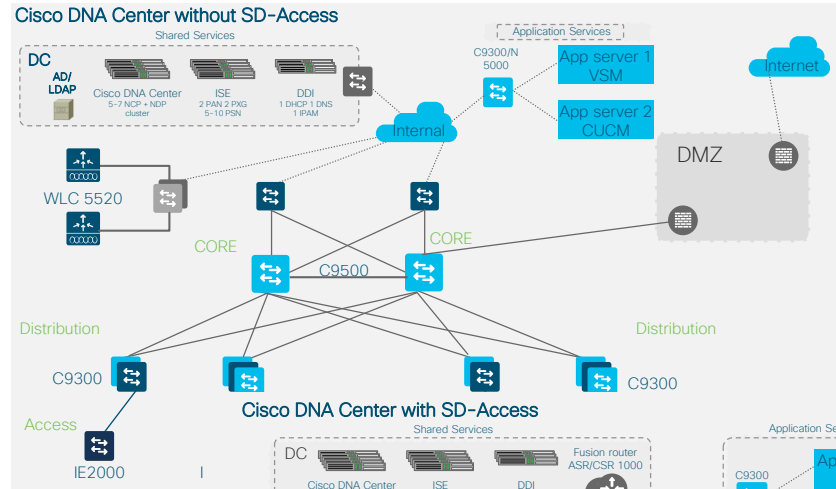 Cisco DNA Center without SD-Access
Shared Services
DC
AD/
LDAP
Cisco DNA Center
5-7 NCP + NDP
cluster
ISE
2 PAN 2 PXG
5-10 PSN
DDI
1 DHCP 1 DNS
1 IPAM
Application Services
C9300/N
5000
App server 1
VSM
App server 2
CUCM
Internet
Internal
DMZ
WLC 5520
CORE
CORE
C9500
Distribution
Distribution
C9300
C9300
Access
IE2000
I
Cisco DNA Center with SD-Access
Shared Services
DC
Cisco DNA Center
ISE
DDI
Fusion router
ASR/CSR 1000
Application Se
C9300
Ap